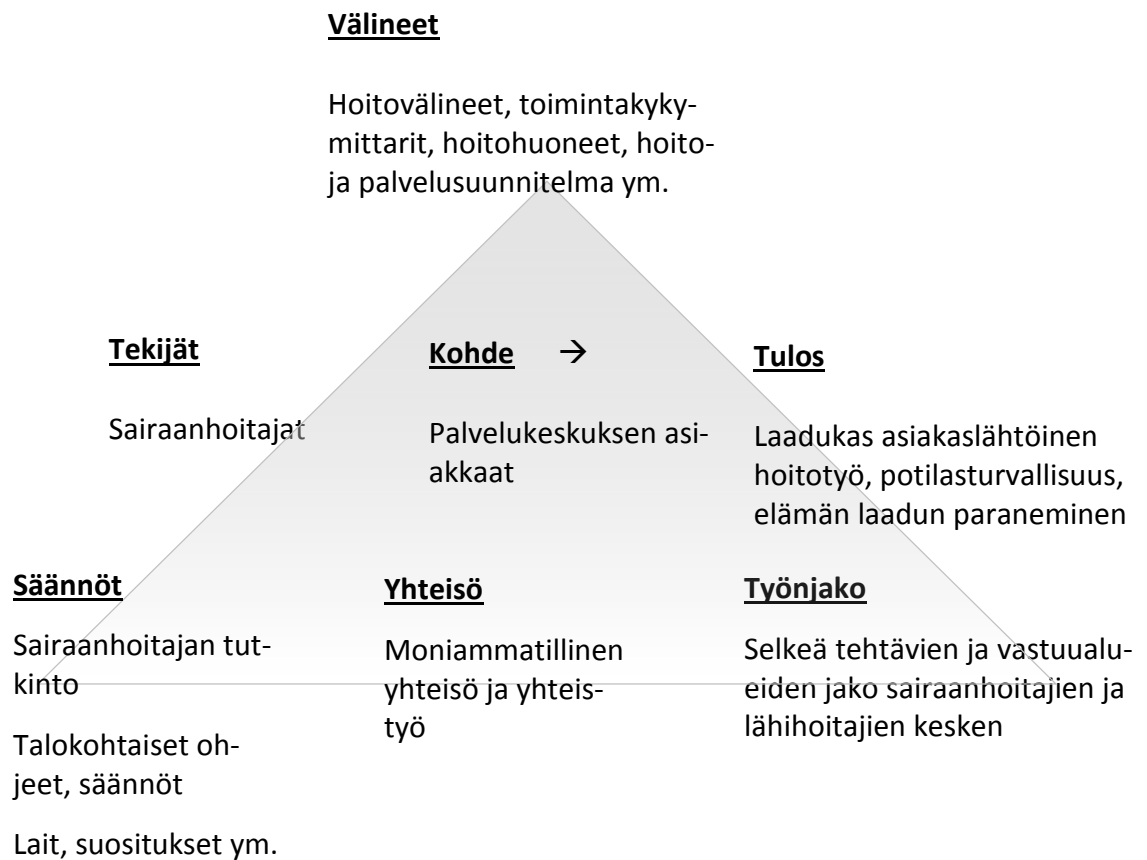 Välineet
Hoitovälineet, toimintakyky-
mittarit, hoitohuoneet, hoito-
ja palvelusuunnitelma ym.
Tekijät
Sairaanhoitajat
Kohde →
Palvelukeskuksen asi-
akkaat
Tulos
Laadukas asiakaslähtöinen
hoitotyö, potilasturvallisuus,
elämän laadun paraneminen
Säännöt
Sairaanhoitajan tut-
kinto
Talokohtaiset oh-
jeet, säännöt
Lait, suositukset ym.
Yhteisö
Moniammatillinen
yhteisö ja yhteis-
työ
Työnjako
Selkeä tehtävien ja vastuualu-
eiden jako sairaanhoitajien ja
lähihoitajien kesken